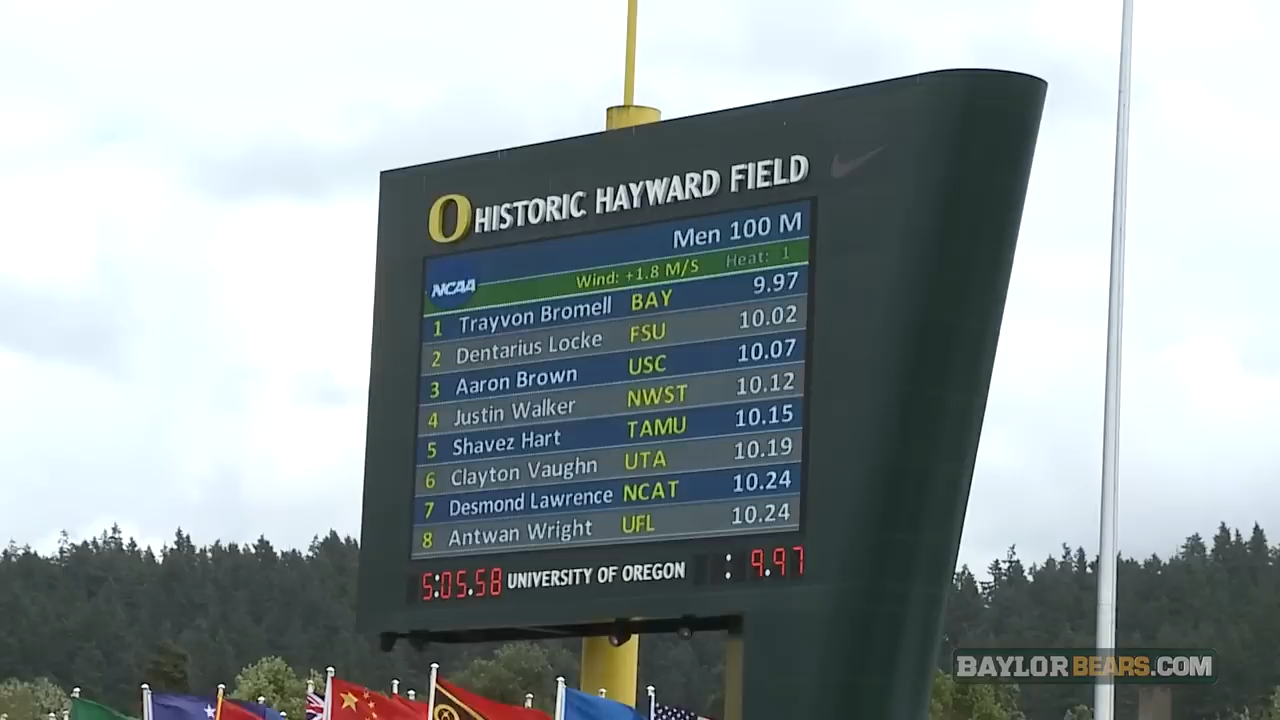 O HISTORIC HAYWARD FIELD
Men 100 M
NCAA Wind: +1.8 M/S Heat: 1
1 Trayvon Bromell BAY 9.97
2 Dentarius Locke FSU 10.02
3 Aaron Brown USC 10.07
4 Justin Walker NWST 10.12
5 Shavez Hart TAMU 10.15
6 Clayton Vaughn UTA 10.19
7 Desmond Lawrence NCAT 10.24
8 Antwan Wright UFL 10.24
5:05.58 UNIVERSITY OF OREGON : 9.97
BAYLORBEARS.COM